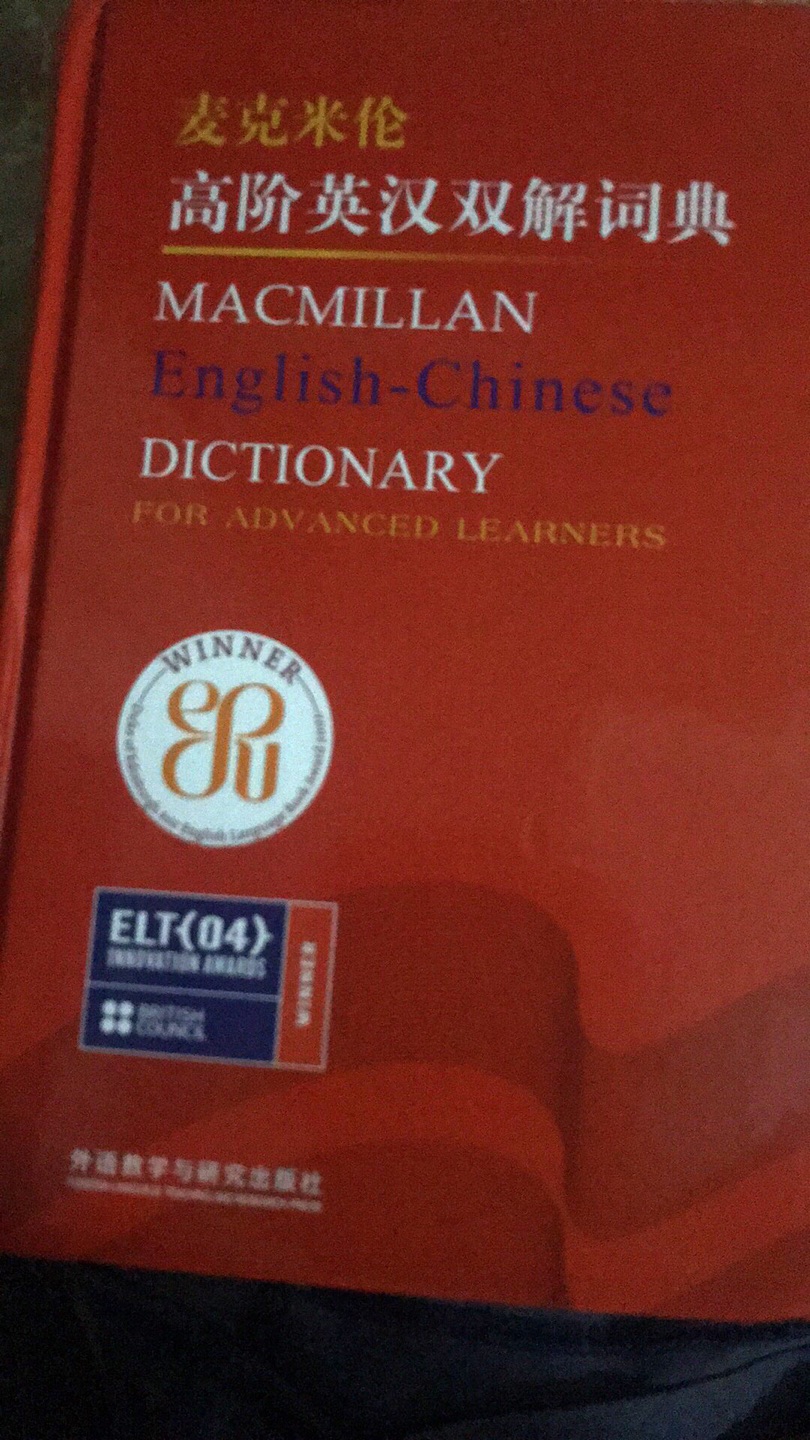 麦克米伦
高阶英汉双解词典
MACMILLAN
English-Chinese
DICTIONARY
FOR ADVANCED LEARNERS
WINNER
ELT{04}
INNOVATION AWARDS
BRITISH
COUNCIL
WINNER
外语教学与研究出版社